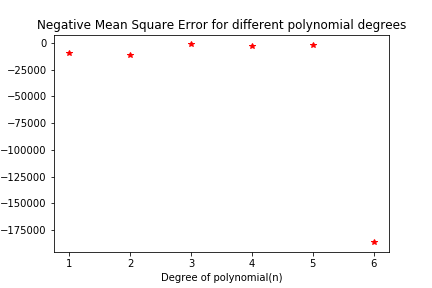 Negative Mean Square Error for different polynomial degrees
0
−25000
−50000
−75000
−100000
−125000
−150000
−175000
1 2 3 4 5 6
Degree of polynomial(n)